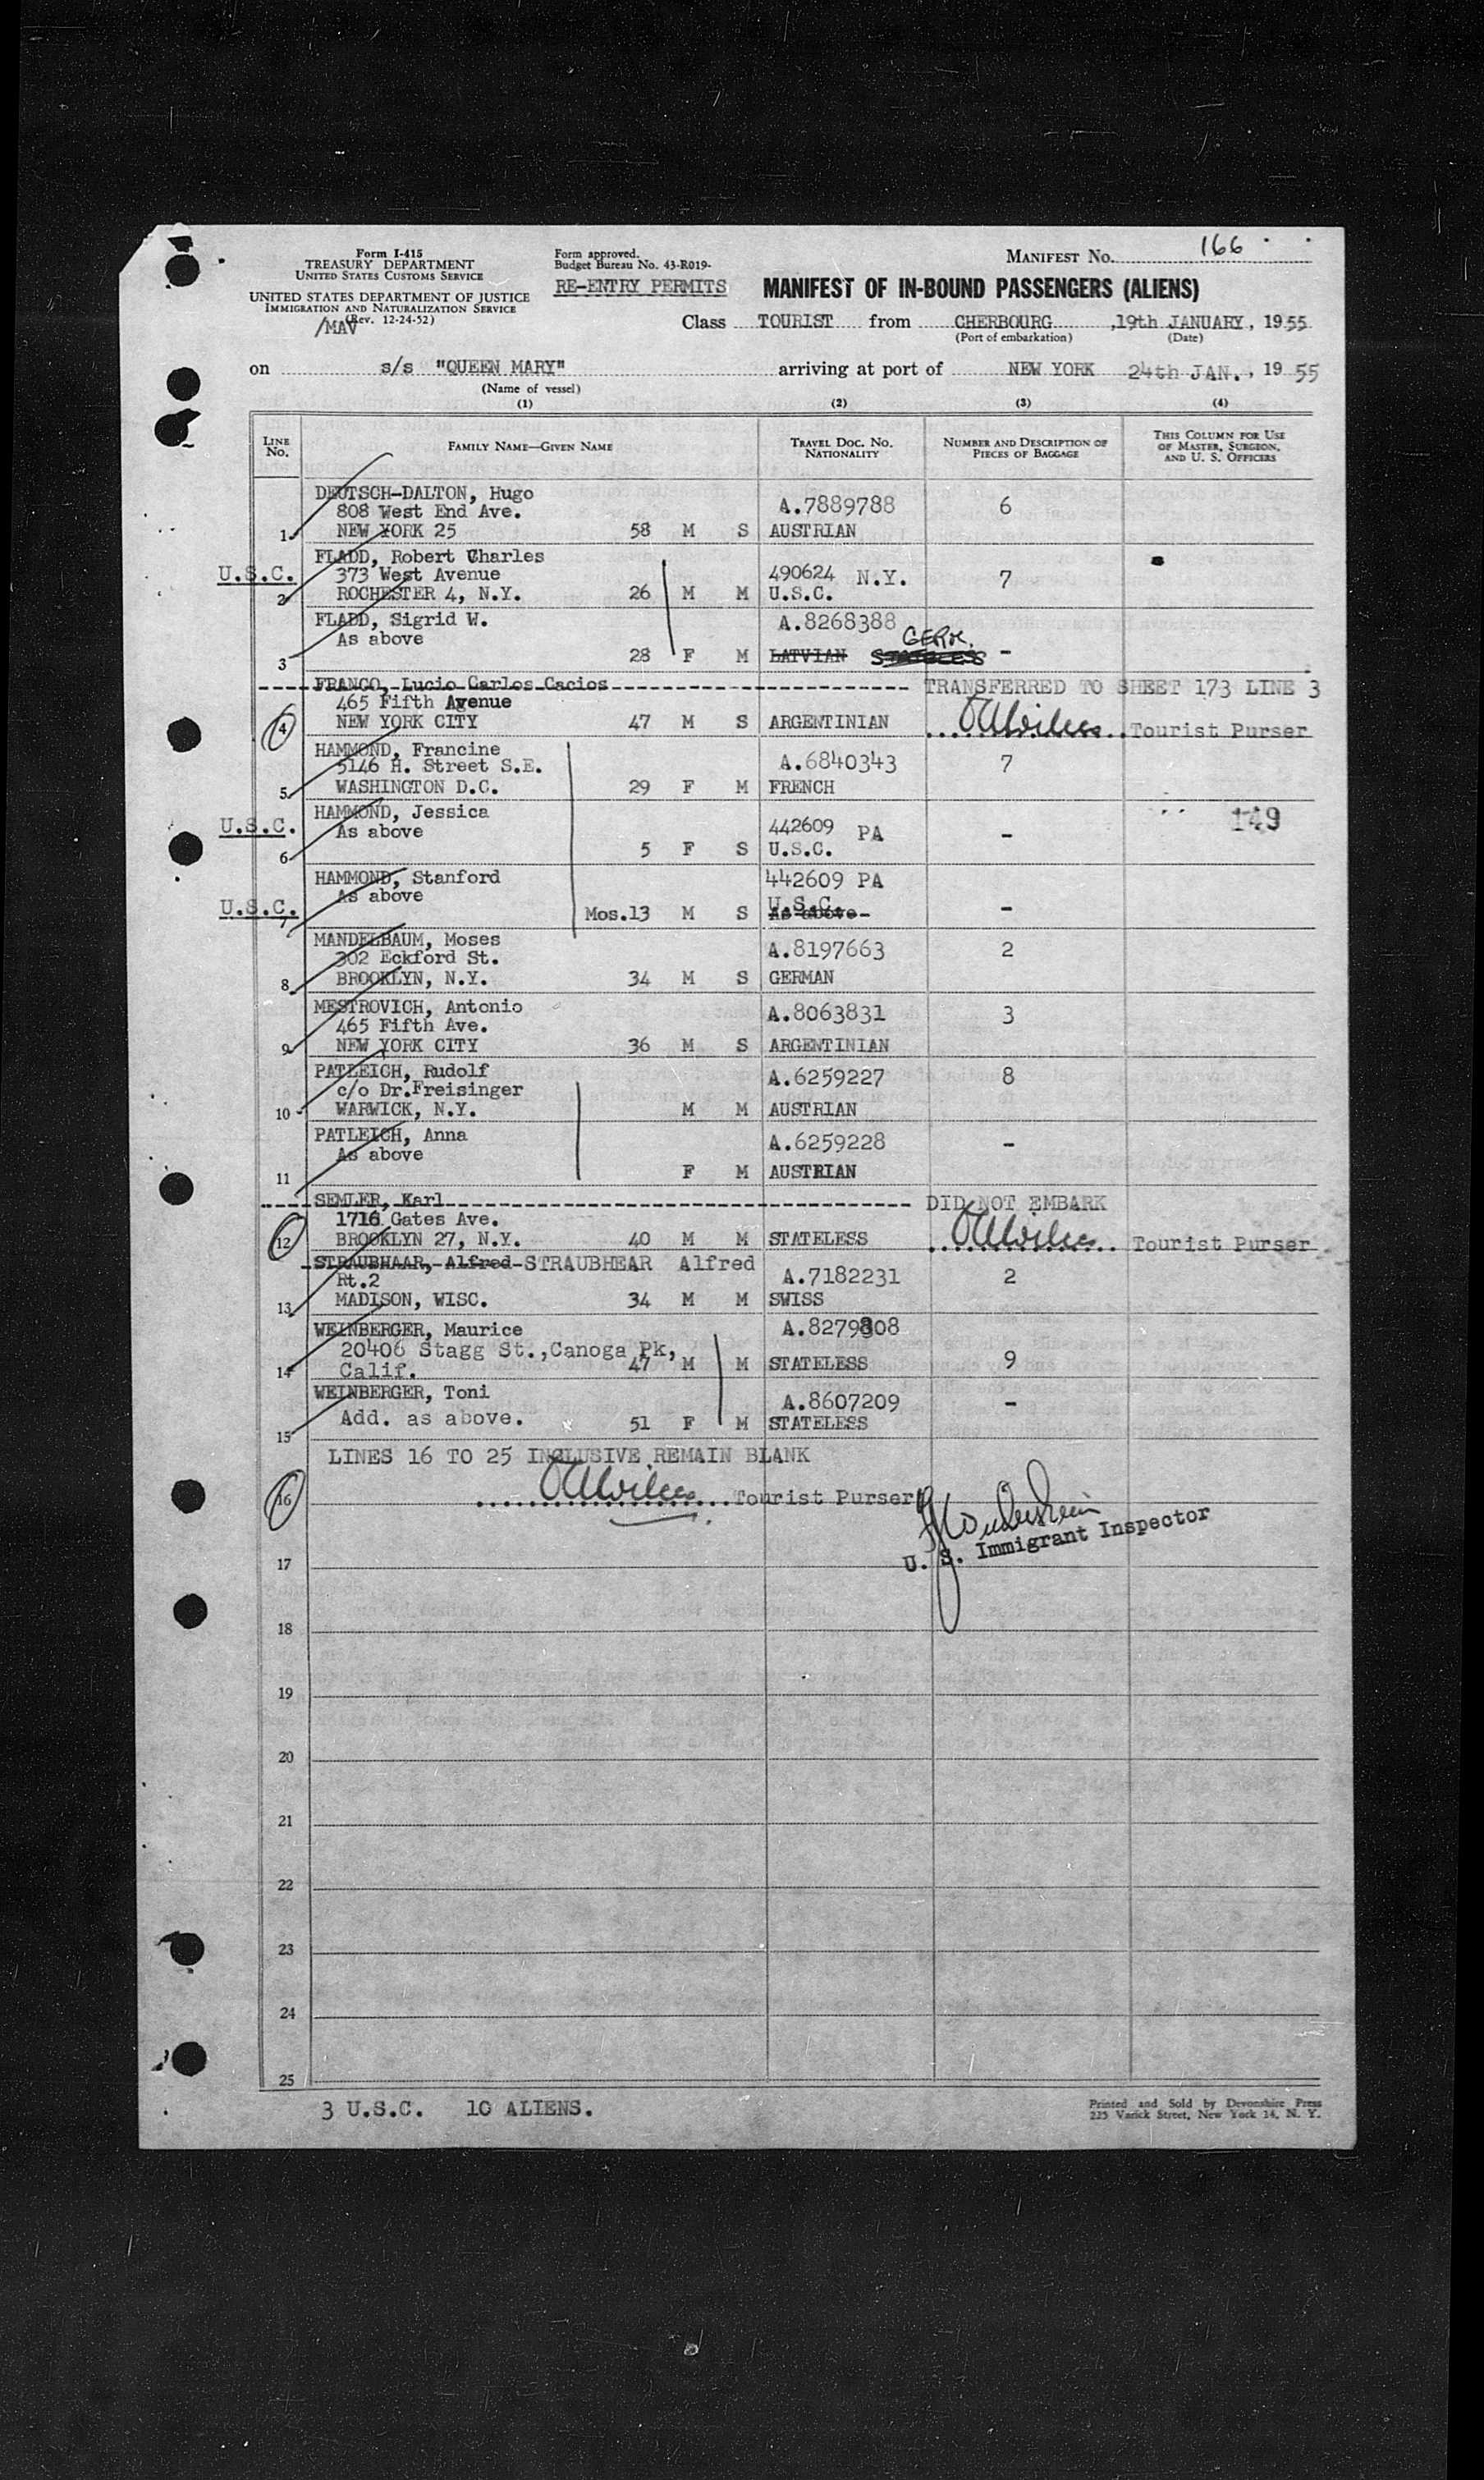 Form I-415
TREASURY DEPARTMENT
UNITED STATES CUSTOMS SERVICE
UNITED STATES DEPARTMENT OF JUSTICE
IMMIGRATION AND NATURALIZATION SERVICE
(Rev. 12-24-52)
/MAV
Form approved.
Budget Bureau No. 43-R019-
RE-ENTRY PERMITS
MANIFEST NO. 166
MANIFEST OF IN-BOUND PASSENGERS (ALIENS)
Class TOURIST from CHERBOURG, 19th JANUARY, 1955
(Port of embarkation) (Date)
on s/s "QUEEN MARY" arriving at port of NEW YORK 24th JAN., 1955
(Name of vessel)
(1) (2) (3) (4)
LINE NO. FAMILY NAME—GIVEN NAME TRAVEL DOC. NO. NATIONALITY NUMBER AND DESCRIPTION OF PIECES OF BAGGAGE THIS COLUMN FOR USE OF MASTER, SURGEON, AND U. S. OFFICERS
DEUTSCH-DALTON, Hugo
808 West End Ave. A.7889788 6
1 NEW YORK 25 58 M S AUSTRIAN
FLADD, Robert Charles
U.S.C. 373 West Avenue 490624 N.Y. 7
2 ROCHESTER 4, N.Y. 26 M M U.S.C.
FLADD, Sigrid W. A.8268388
As above GERM.
3 28 F M LATVIAN STATELESS -
FRANCO, Lucio Carlos Cacios TRANSFERRED TO SHEET 173 LINE 3
465 Fifth Avenue
4 NEW YORK CITY 47 M S ARGENTINIAN Tourist Purser
HAMMOND, Francine
5146 H. Street S.E. A.6840343 7
5 WASHINGTON D.C. 29 F M FRENCH
HAMMOND, Jessica 149
U.S.C. As above 442609 PA -
6 5 F S U.S.C.
HAMMOND, Stanford 442609 PA
As above U.S.C.
U.S.C. 7 Mos.13 M S As above -
MANDELBAUM, Moses
302 Eckford St. A.8197663 2
8 BROOKLYN, N.Y. 34 M S GERMAN
MESTROVICH, Antonio
465 Fifth Ave. A.8063831 3
9 NEW YORK CITY 36 M S ARGENTINIAN
PATLEICH, Rudolf A.6259227 8
c/o Dr.Freisinger
10 WARWICK, N.Y. M M AUSTRIAN
PATLEICH, Anna A.6259228 -
As above
11 F M AUSTRIAN
SEMLER, Karl DID NOT EMBARK
1716 Gates Ave.
12 BROOKLYN 27, N.Y. 40 M M STATELESS Tourist Purser
STRAUBHAAR, Alfred STRAUBHEAR Alfred
Rt.2 A.7182231 2
13 MADISON, WISC. 34 M M SWISS
WEINBERGER, Maurice A.8279808
20406 Stagg St.,Canoga Pk,
14 Calif. 47 M M STATELESS 9
WEINBERGER, Toni A.8607209 -
Add. as above. 51 F M STATELESS
15
LINES 16 TO 25 INCLUSIVE REMAIN BLANK
16 Tourist Purser
U. S. Immigrant Inspector
17
18
19
20
21
22
23
24
25
3 U.S.C. 10 ALIENS.
Printed and Sold by Devonshire Press
225 Varick Street, New York 14, N. Y.